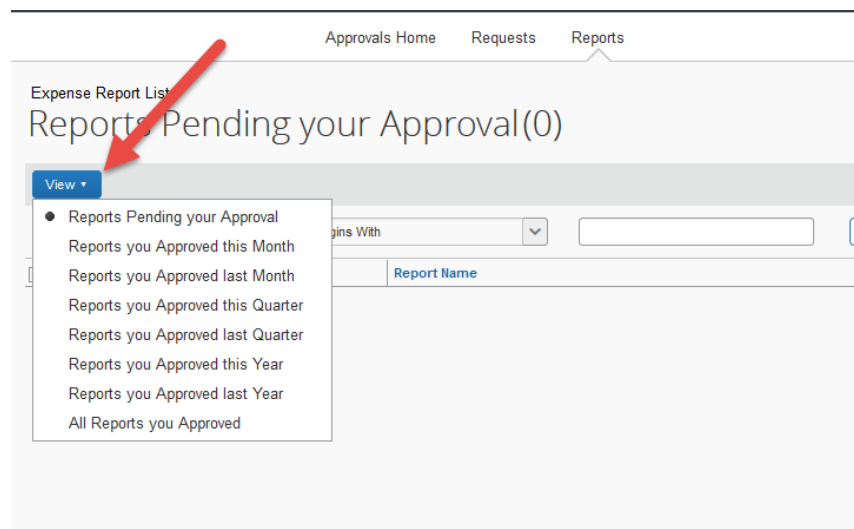 Approvals Home Requests Reports
Expense Report List
Reports Pending your Approval(0)
View
Reports Pending your Approval
With
Reports you Approved this Month
Reports you Approved last Month
Report Name
Reports you Approved this Quarter
Reports you Approved last Quarter
Reports you Approved this Year
Reports you Approved last Year
All Reports you Approved